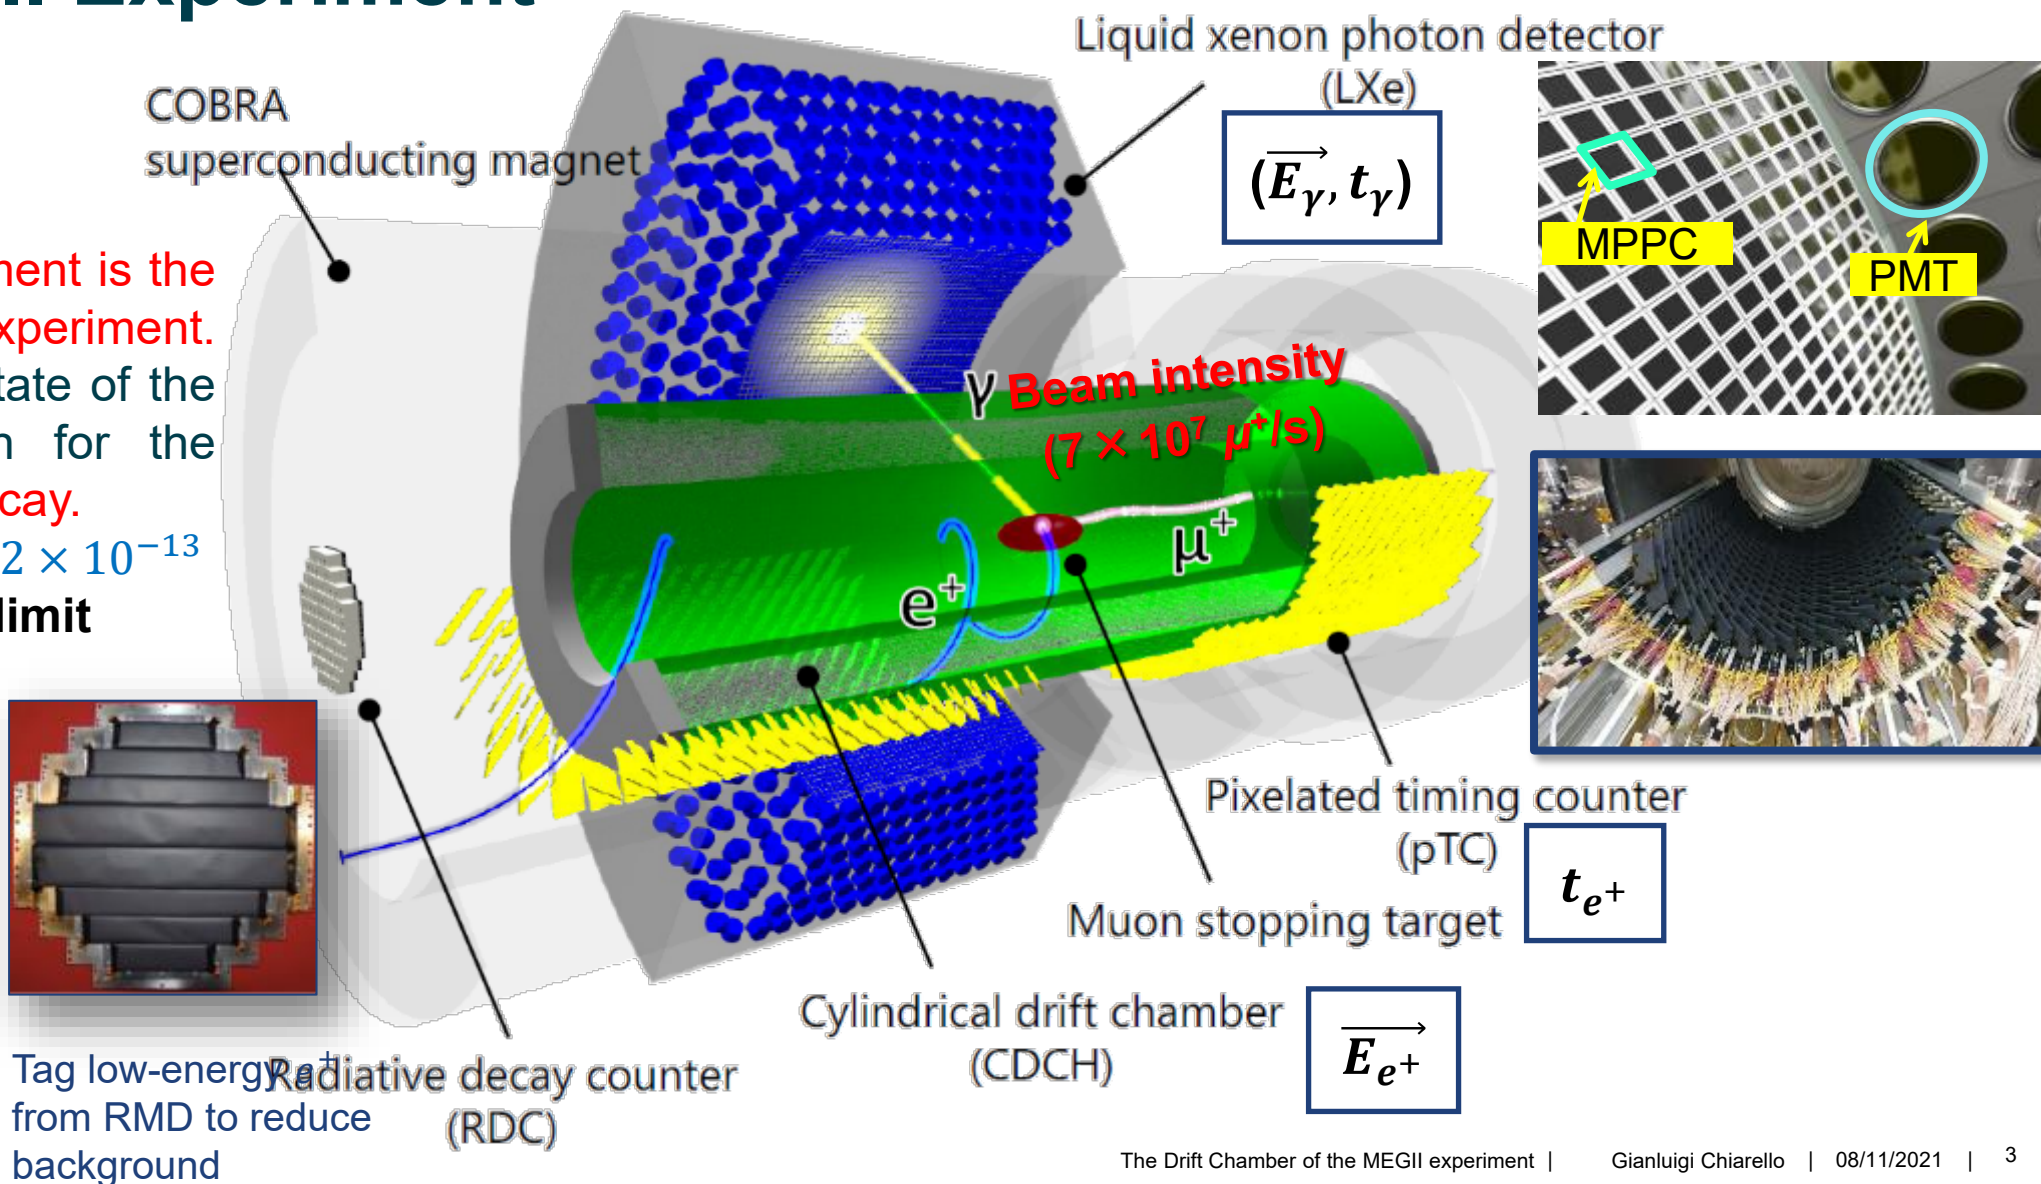 Experiment
COBRA
superconducting magnet
Liquid xenon photon detector
(LXe)
(E⃗γ, tγ)
MPPC
PMT
ment is the
xperiment.
tate of the
n for the
cay.
2 × 10⁻¹³
limit
γ
Beam intensity
(7 × 10⁷ μ⁺/s)
μ⁺
e⁺
Pixelated timing counter
(pTC)
tₑ₊
Muon stopping target
Cylindrical drift chamber
(CDCH)
E⃗ₑ₊
Radiative decay counter
(RDC)
Tag low-energy e⁺
from RMD to reduce
background
The Drift Chamber of the MEGII experiment | Gianluigi Chiarello | 08/11/2021 | 3